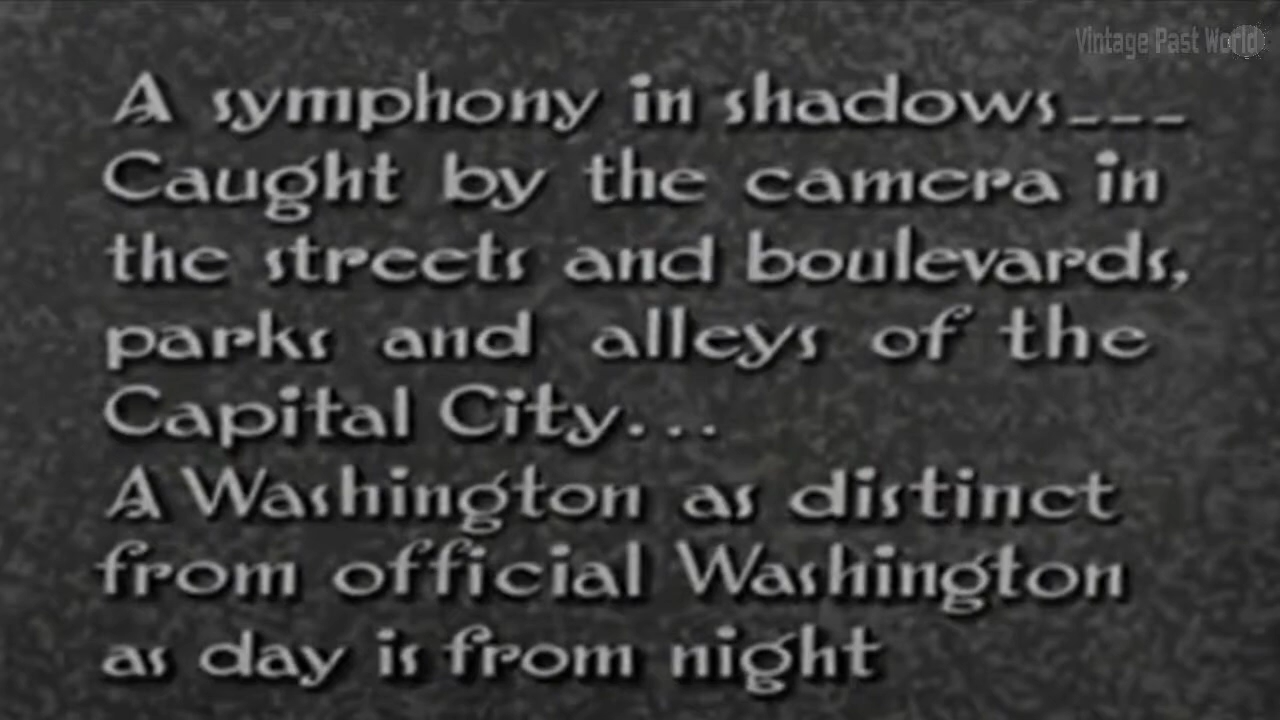 Vintage Past World
A symphony in shadows___
Caught by the camera in
the streets and boulevards,
parks and alleys of the
Capital City...
A Washington as distinct
from official Washington
as day is from night